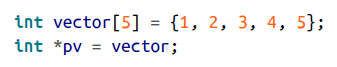 int vector[5] = {1, 2, 3, 4, 5};
int *pv = vector;